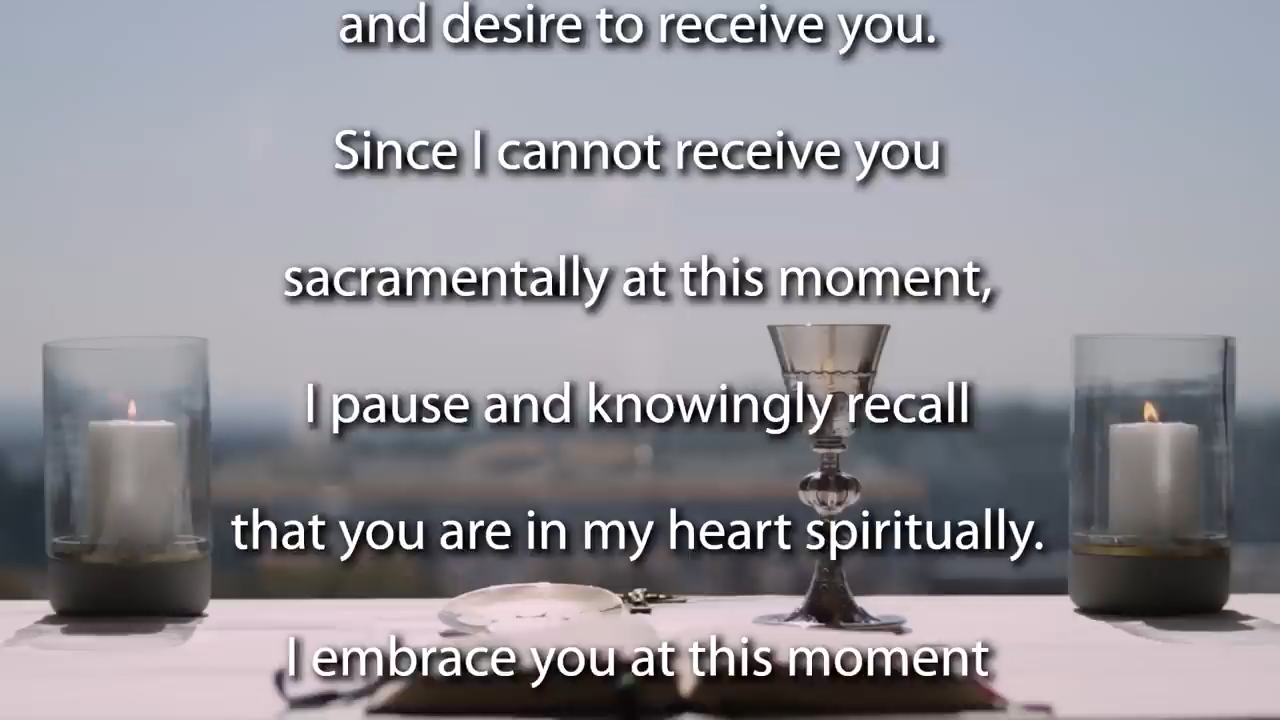 and desire to receive you.
Since I cannot receive you
sacramentally at this moment,
I pause and knowingly recall
that you are in my heart spiritually.
I embrace you at this moment